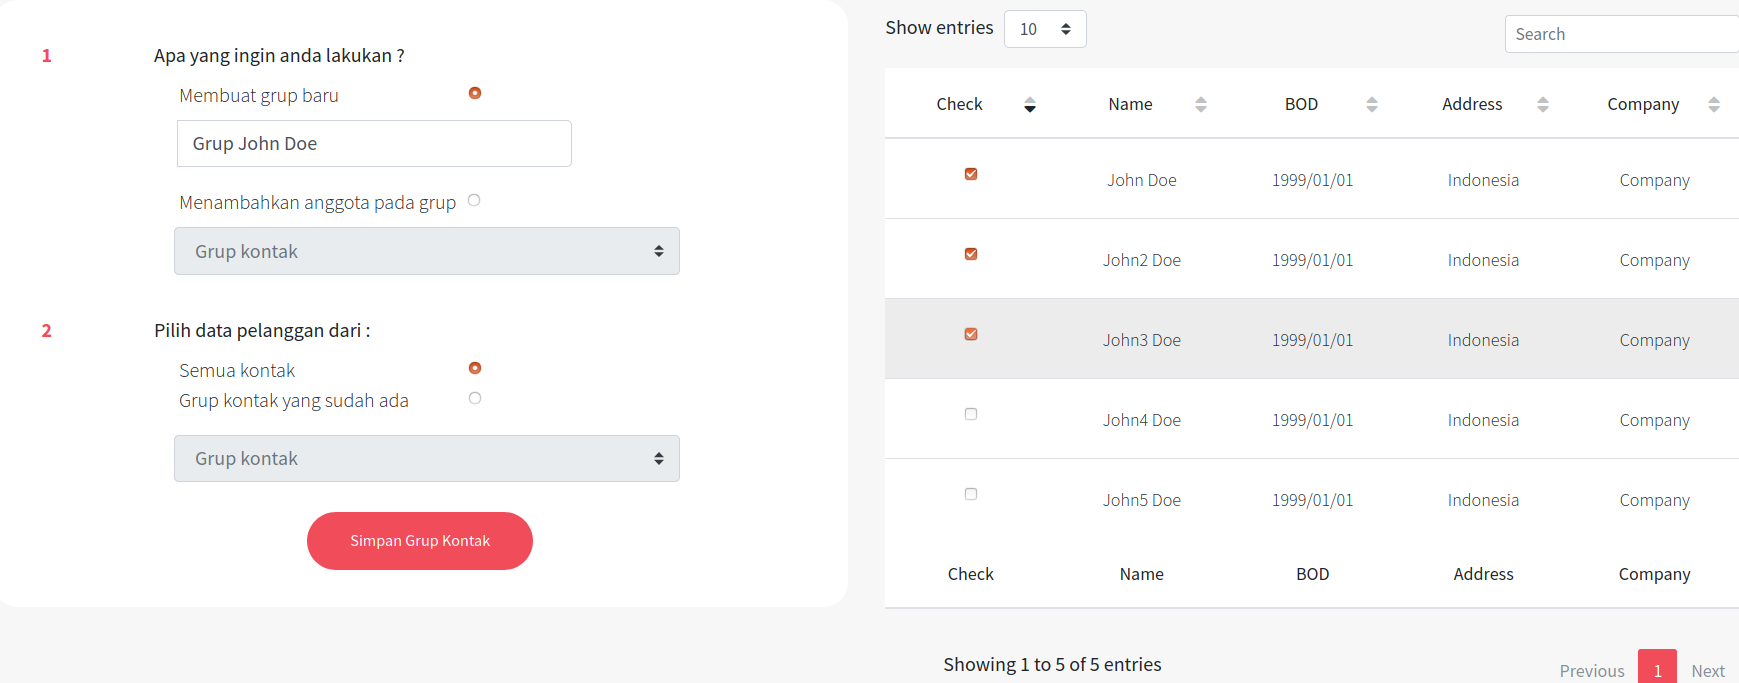 1 Apa yang ingin anda lakukan ?
Membuat grup baru
Grup John Doe
Menambahkan anggota pada grup
Grup kontak
2 Pilih data pelanggan dari :
Semua kontak
Grup kontak yang sudah ada
Grup kontak
Simpan Grup Kontak
Show entries 10 Search
Check Name BOD Address Company
John Doe 1999/01/01 Indonesia Company
John2 Doe 1999/01/01 Indonesia Company
John3 Doe 1999/01/01 Indonesia Company
John4 Doe 1999/01/01 Indonesia Company
John5 Doe 1999/01/01 Indonesia Company
Check Name BOD Address Company
Showing 1 to 5 of 5 entries
Previous 1 Next